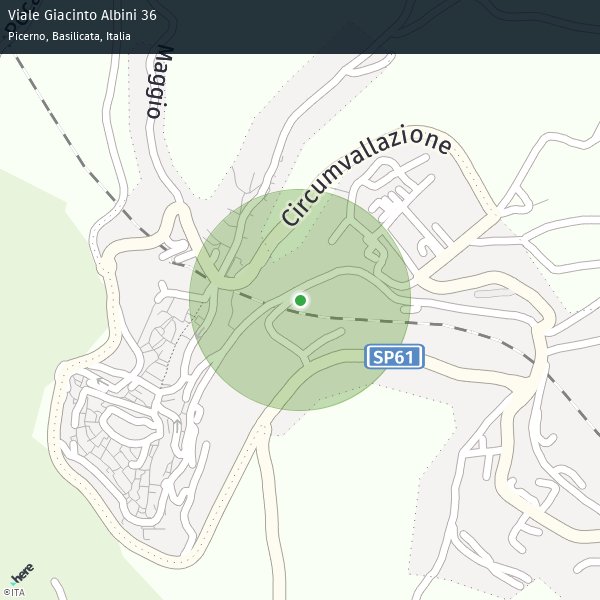 Viale Giacinto Albini 36
Picerno, Basilicata, Italia
Maggio
Circumvallazione
SP61
here
©ITA